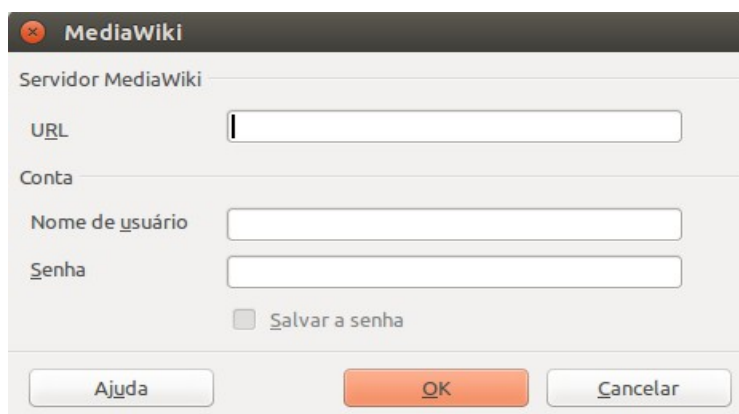 MediaWiki
Servidor MediaWiki
URL
Conta
Nome de usuário
Senha
Salvar a senha
Ajuda OK Cancelar